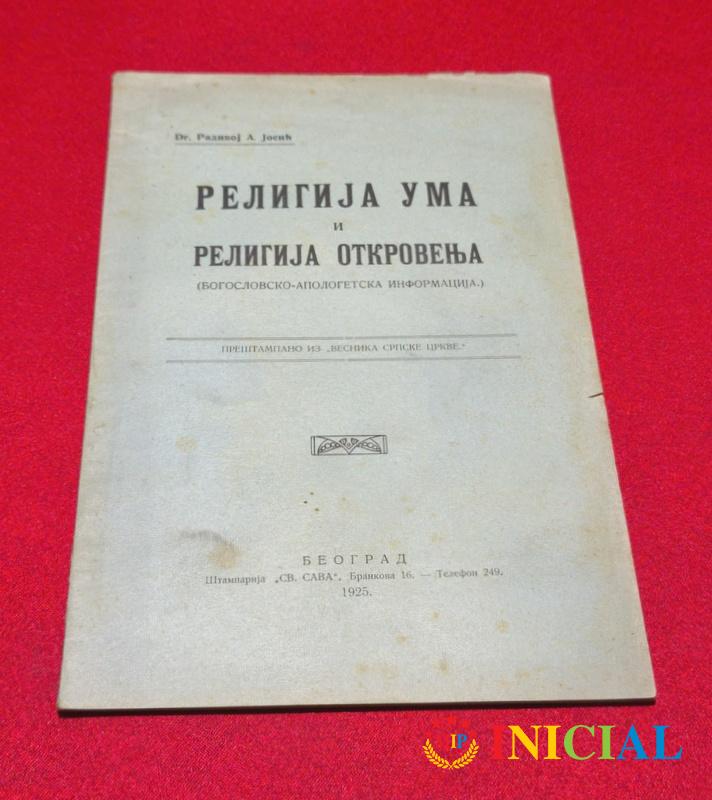 Dr. Радивој А. Јосић
РЕЛИГИЈА УМА
И
РЕЛИГИЈА ОТКРОВЕЊА
(БОГОСЛОВСКО-АПОЛОГЕТСКА ИНФОРМАЦИЈА.)
ПРЕШТАМПАНО ИЗ „ВЕСНИКА СРПСКЕ ЦРКВЕ.“
БЕОГРАД
Штампарија „СВ. САВА“, Бранкова 16. — Телефон 249.
1925.
IP INICIAL